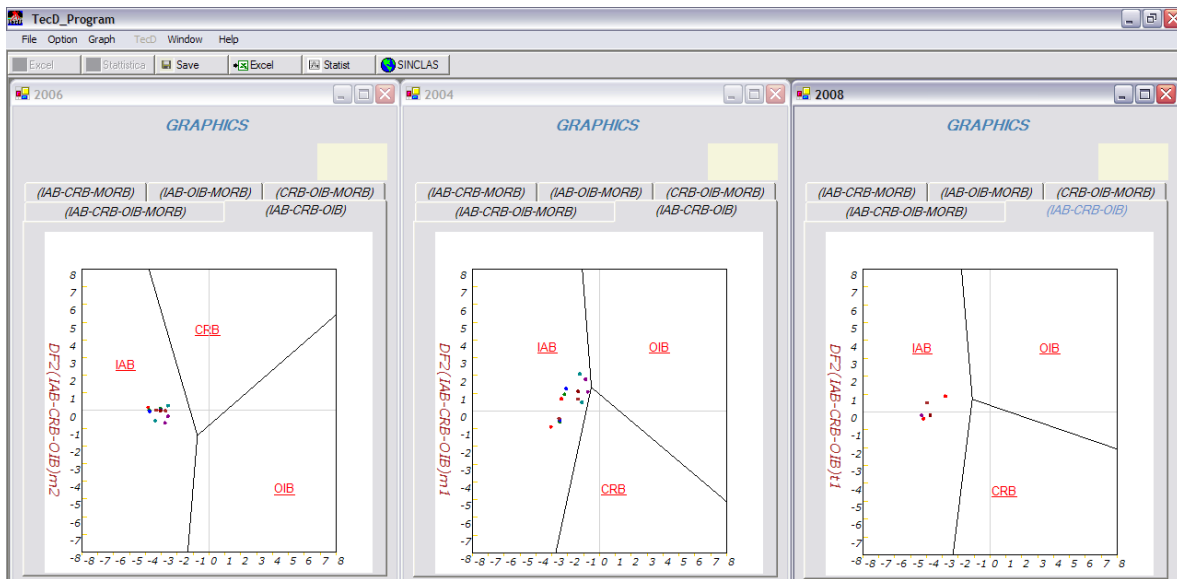 TecD_Program
File Option Graph TecD Window Help
Excel Stattistica Save Excel Statist SINCLAS
2006
GRAPHICS
(IAB-CRB-MORB) (IAB-OIB-MORB) (CRB-OIB-MORB)
(IAB-CRB-OIB-MORB) (IAB-CRB-OIB)
DF2(IAB-CRB-OIB)m2
8
7
6
5
4
3
2
1
0
-1
-2
-3
-4
-5
-6
-7
-8 -8 -7 -6 -5 -4 -3 -2 -1 0 1 2 3 4 5 6 7 8
CRB
IAB
OIB
2004
GRAPHICS
(IAB-CRB-MORB) (IAB-OIB-MORB) (CRB-OIB-MORB)
(IAB-CRB-OIB-MORB) (IAB-CRB-OIB)
DF2(IAB-CRB-OIB)m1
8
7
6
5
4
3
2
1
0
-1
-2
-3
-4
-5
-6
-7
-8 -8 -7 -6 -5 -4 -3 -2 -1 0 1 2 3 4 5 6 7 8
IAB OIB
CRB
2008
GRAPHICS
(IAB-CRB-MORB) (IAB-OIB-MORB) (CRB-OIB-MORB)
(IAB-CRB-OIB-MORB) (IAB-CRB-OIB)
DF2(IAB-CRB-OIB)t1
8
7
6
5
4
3
2
1
0
-1
-2
-3
-4
-5
-6
-7
-8 -8 -7 -6 -5 -4 -3 -2 -1 0 1 2 3 4 5 6 7 8
IAB OIB
CRB